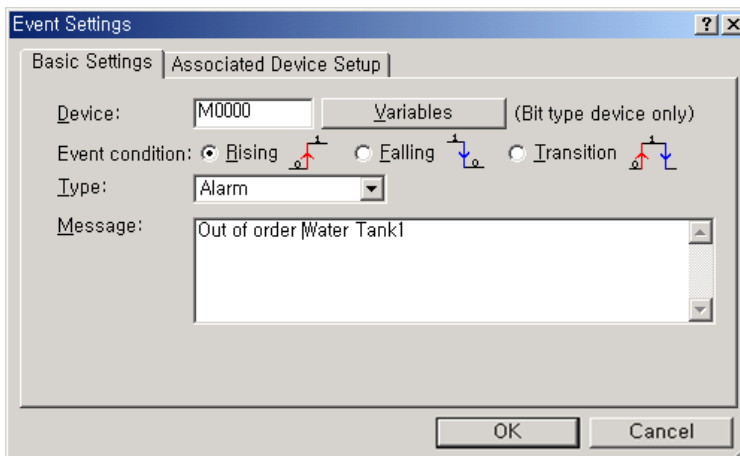 Event Settings
Basic Settings Associated Device Setup
Device: M0000 Variables (Bit type device only)
Event condition: Rising 0 1 Falling 1 0 Transition 0 1 0
Type: Alarm
Message: Out of order Water Tank1
OK Cancel